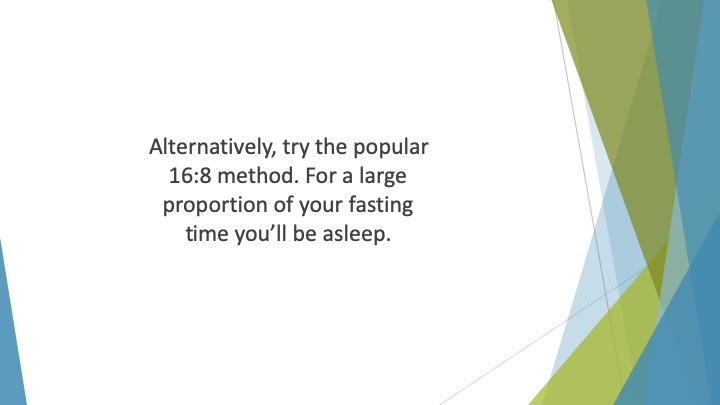 Alternatively, try the popular
16:8 method. For a large
proportion of your fasting
time you’ll be asleep.